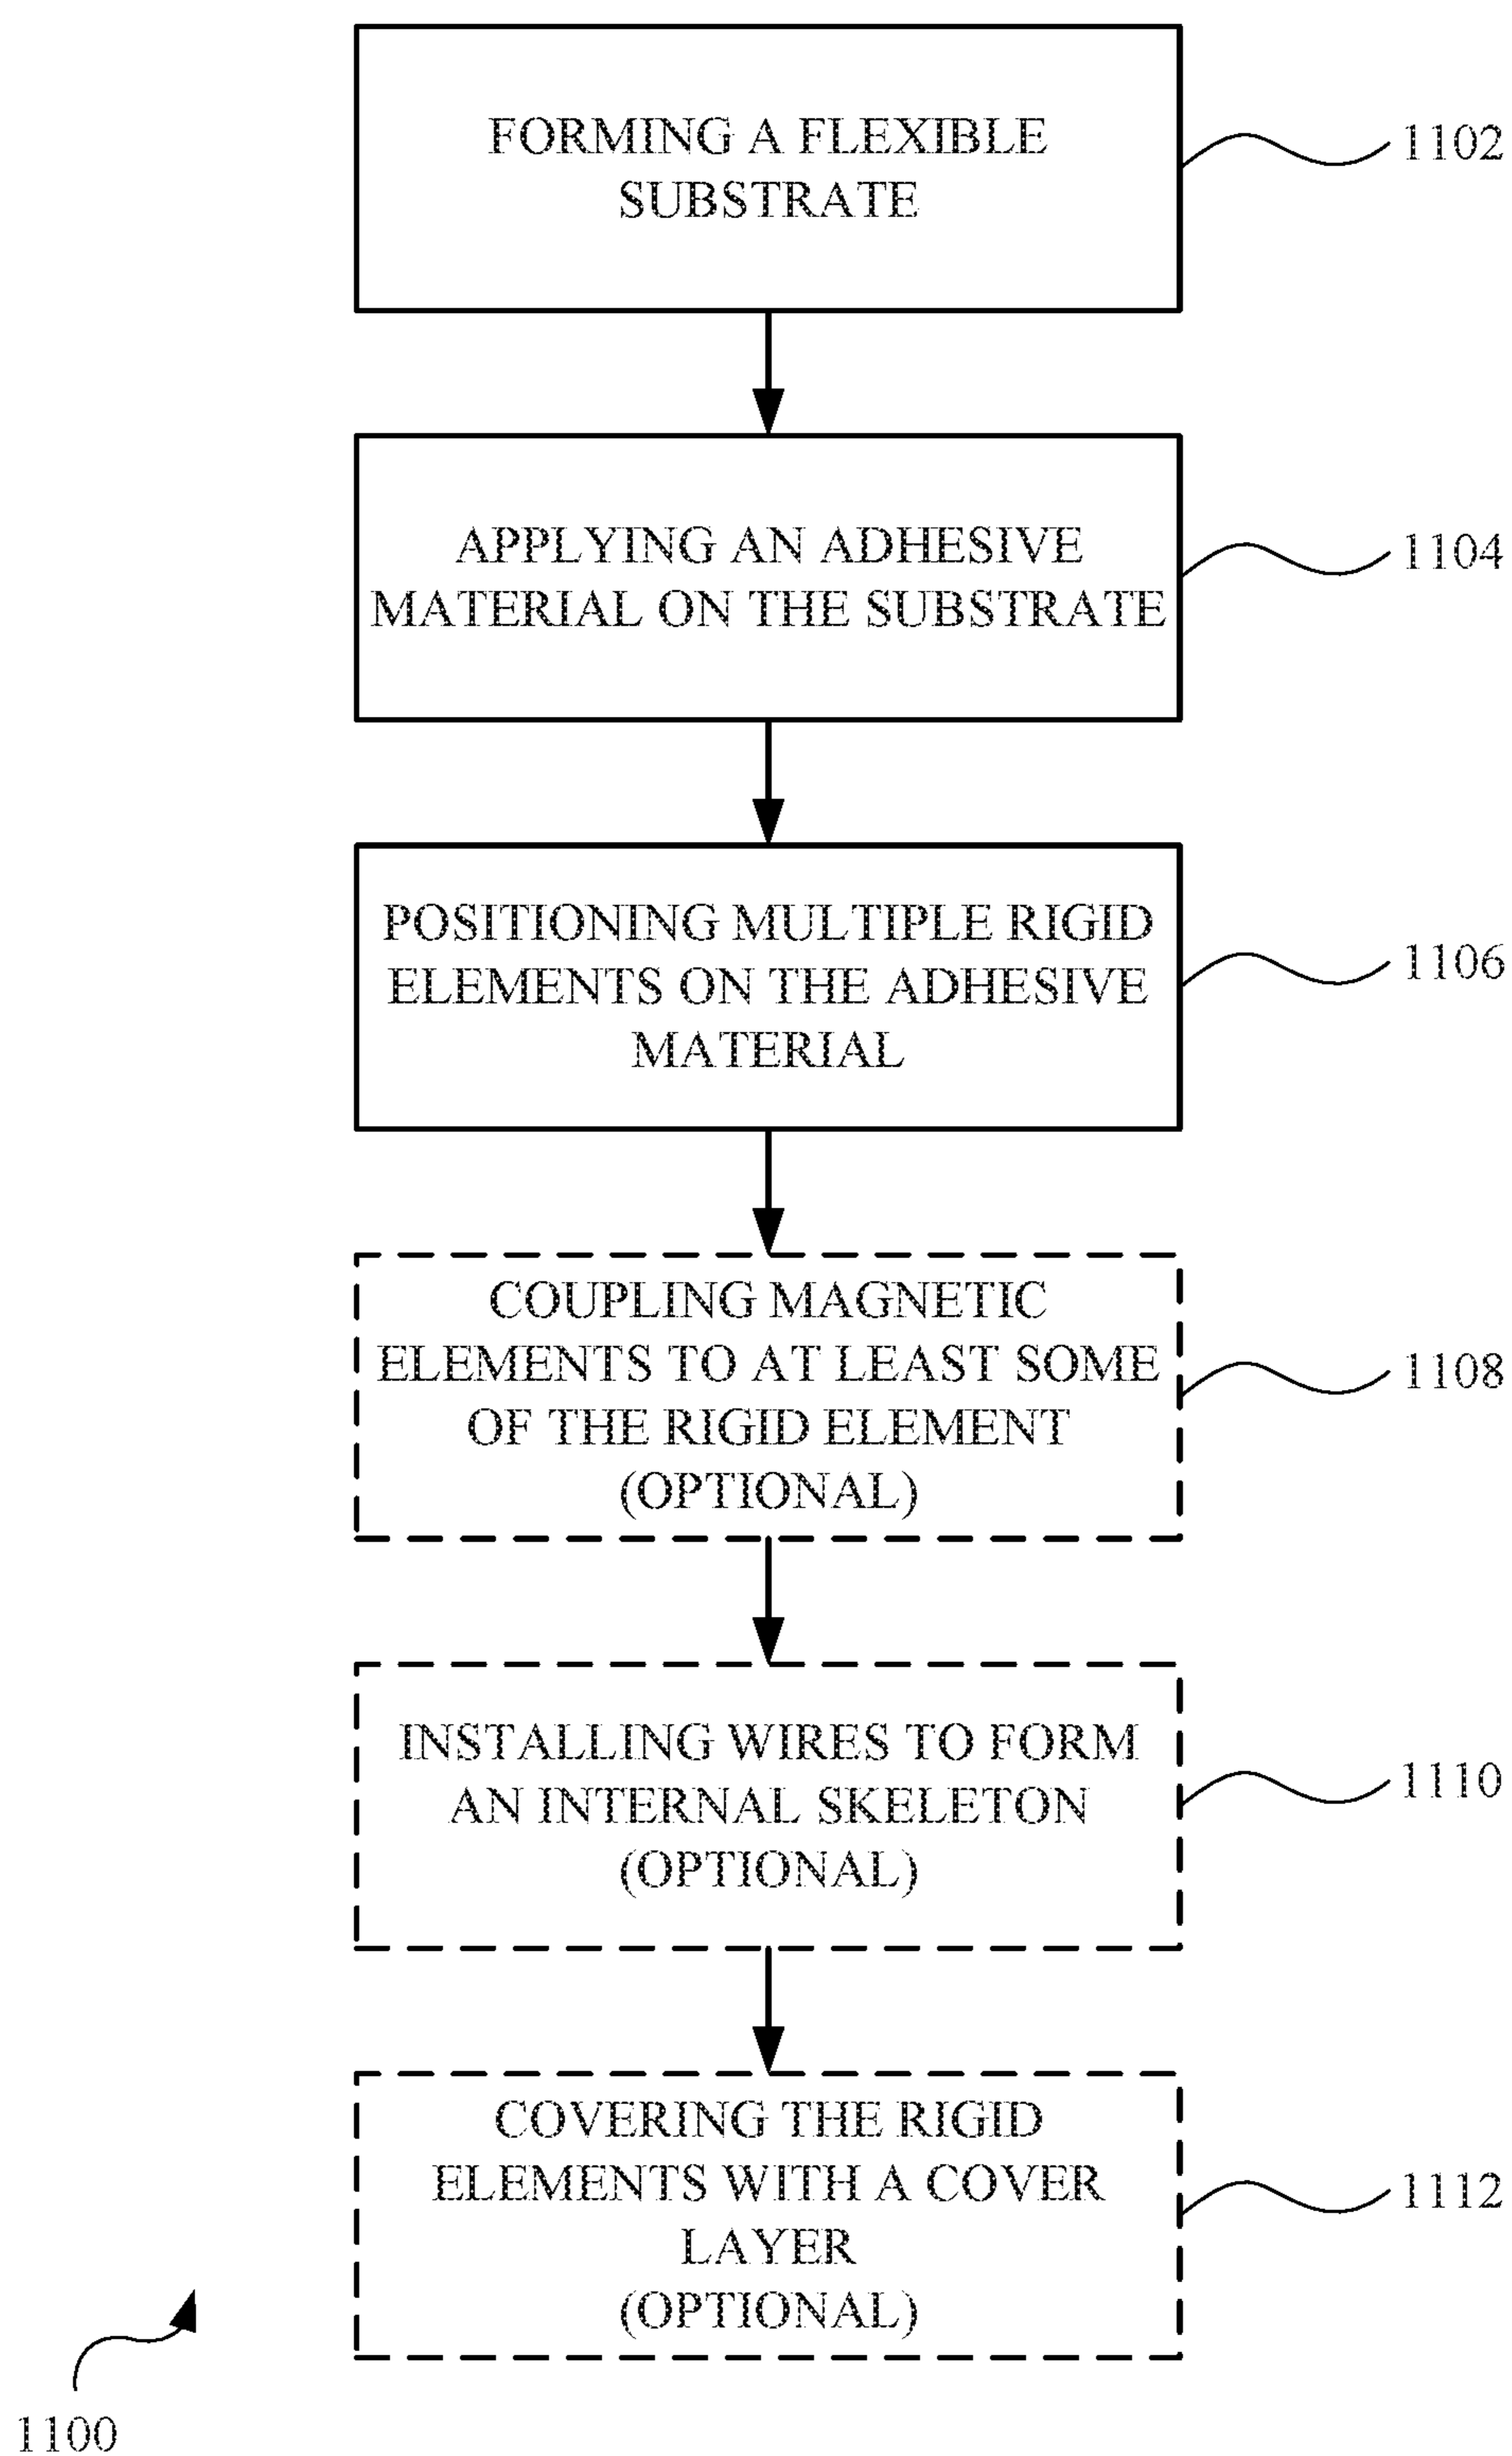 FORMING A FLEXIBLE
SUBSTRATE
1102
APPLYING AN ADHESIVE
MATERIAL ON THE SUBSTRATE
1104
POSITIONING MULTIPLE RIGID
ELEMENTS ON THE ADHESIVE
MATERIAL
1106
COUPLING MAGNETIC
ELEMENTS TO AT LEAST SOME
OF THE RIGID ELEMENT
(OPTIONAL)
1108
INSTALLING WIRES TO FORM
AN INTERNAL SKELETON
(OPTIONAL)
1110
COVERING THE RIGID
ELEMENTS WITH A COVER
LAYER
(OPTIONAL)
1112
1100